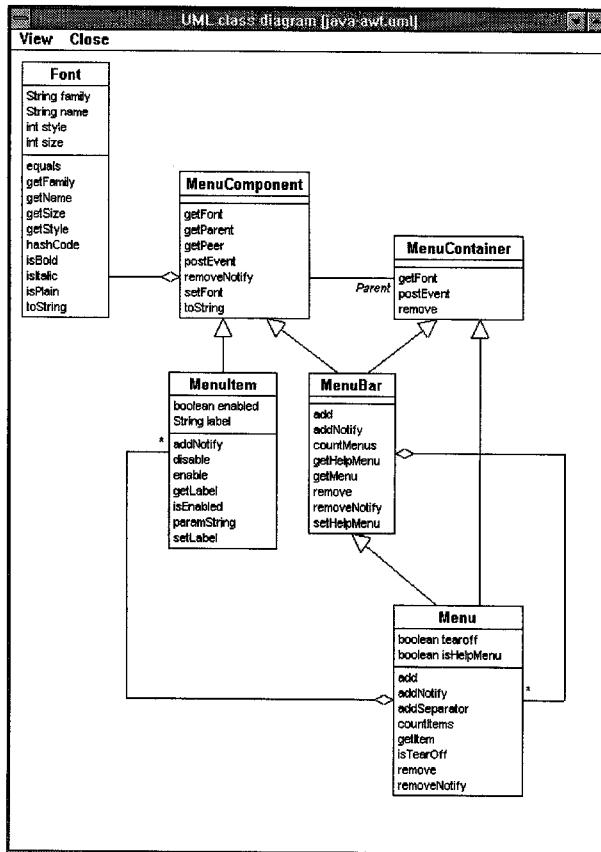 UML class diagram [java-awt.uml]
View Close
Font
String family
String name
int style
int size
equals
getFamily
getName
getSize
getStyle
hashCode
isBold
isItalic
isPlain
toString
MenuComponent
getFont
getParent
getPeer
postEvent
removeNotify
setFont
toString
Parent
MenuContainer
getFont
postEvent
remove
MenuItem
boolean enabled
String label
*
addNotify
disable
enable
getLabel
isEnabled
paramString
setLabel
MenuBar
add
addNotify
countMenus
getHelpMenu
getMenu
remove
removeNotify
setHelpMenu
Menu
boolean tearoff
boolean isHelpMenu
*
add
addNotify
addSeparator
countItems
getItem
isTearOff
remove
removeNotify